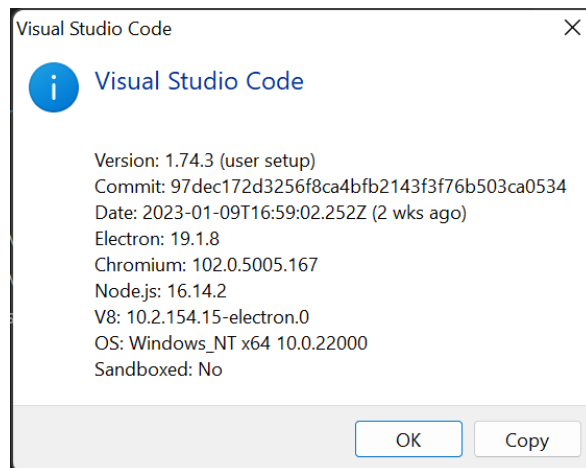 Visual Studio Code
Visual Studio Code
Version: 1.74.3 (user setup)
Commit: 97dec172d3256f8ca4bfb2143f3f76b503ca0534
Date: 2023-01-09T16:59:02.252Z (2 wks ago)
Electron: 19.1.8
Chromium: 102.0.5005.167
Node.js: 16.14.2
V8: 10.2.154.15-electron.0
OS: Windows_NT x64 10.0.22000
Sandboxed: No
OK Copy